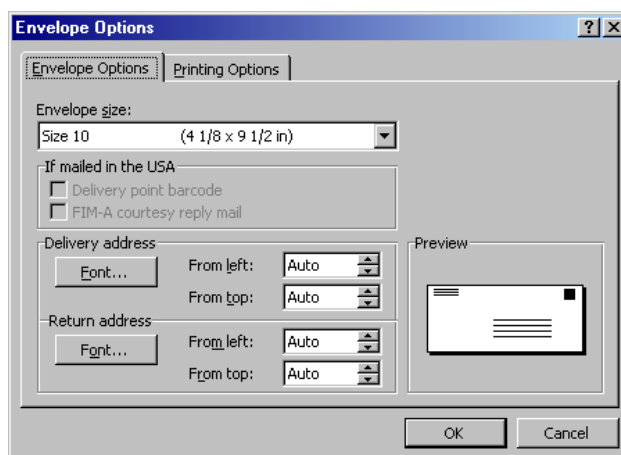 Envelope Options
Envelope Options Printing Options
Envelope size:
Size 10 (4 1/8 x 9 1/2 in)
If mailed in the USA
Delivery point barcode
FIM-A courtesy reply mail
Delivery address
Font... From left: Auto
From top: Auto
Return address
Font... From left: Auto
From top: Auto
Preview
OK Cancel